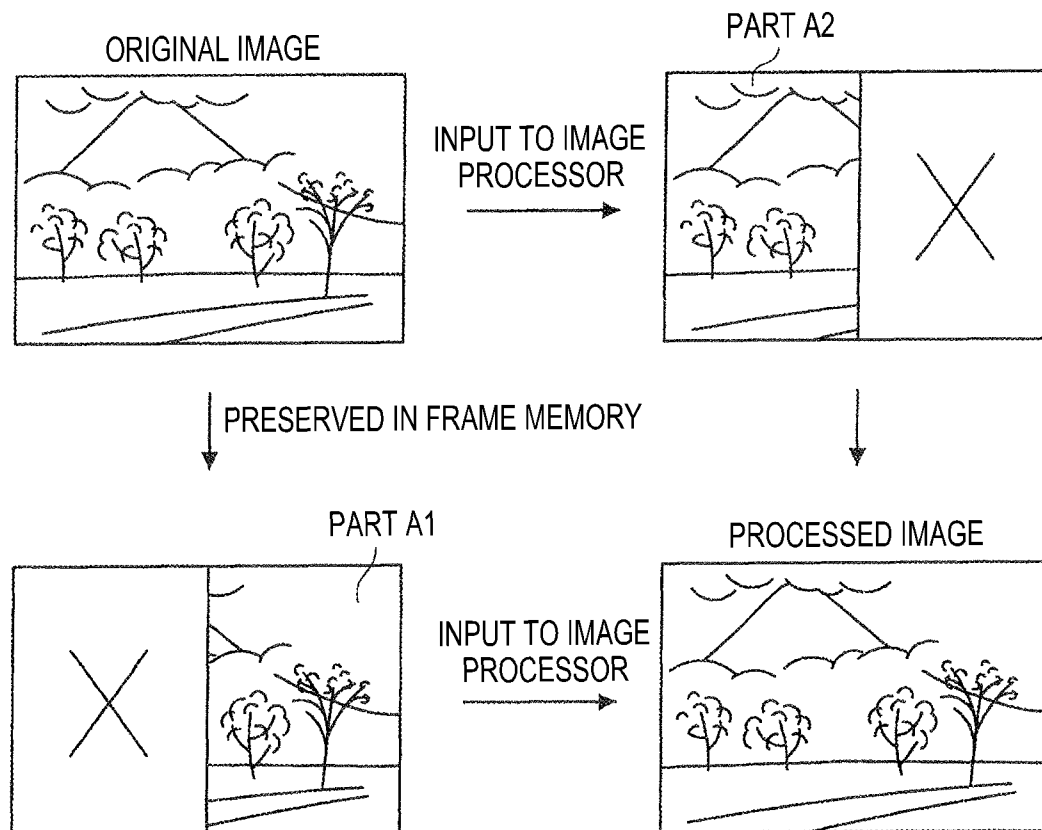 ORIGINAL IMAGE
PART A2
INPUT TO IMAGE
PROCESSOR
PRESERVED IN FRAME MEMORY
PART A1
PROCESSED IMAGE
INPUT TO IMAGE
PROCESSOR